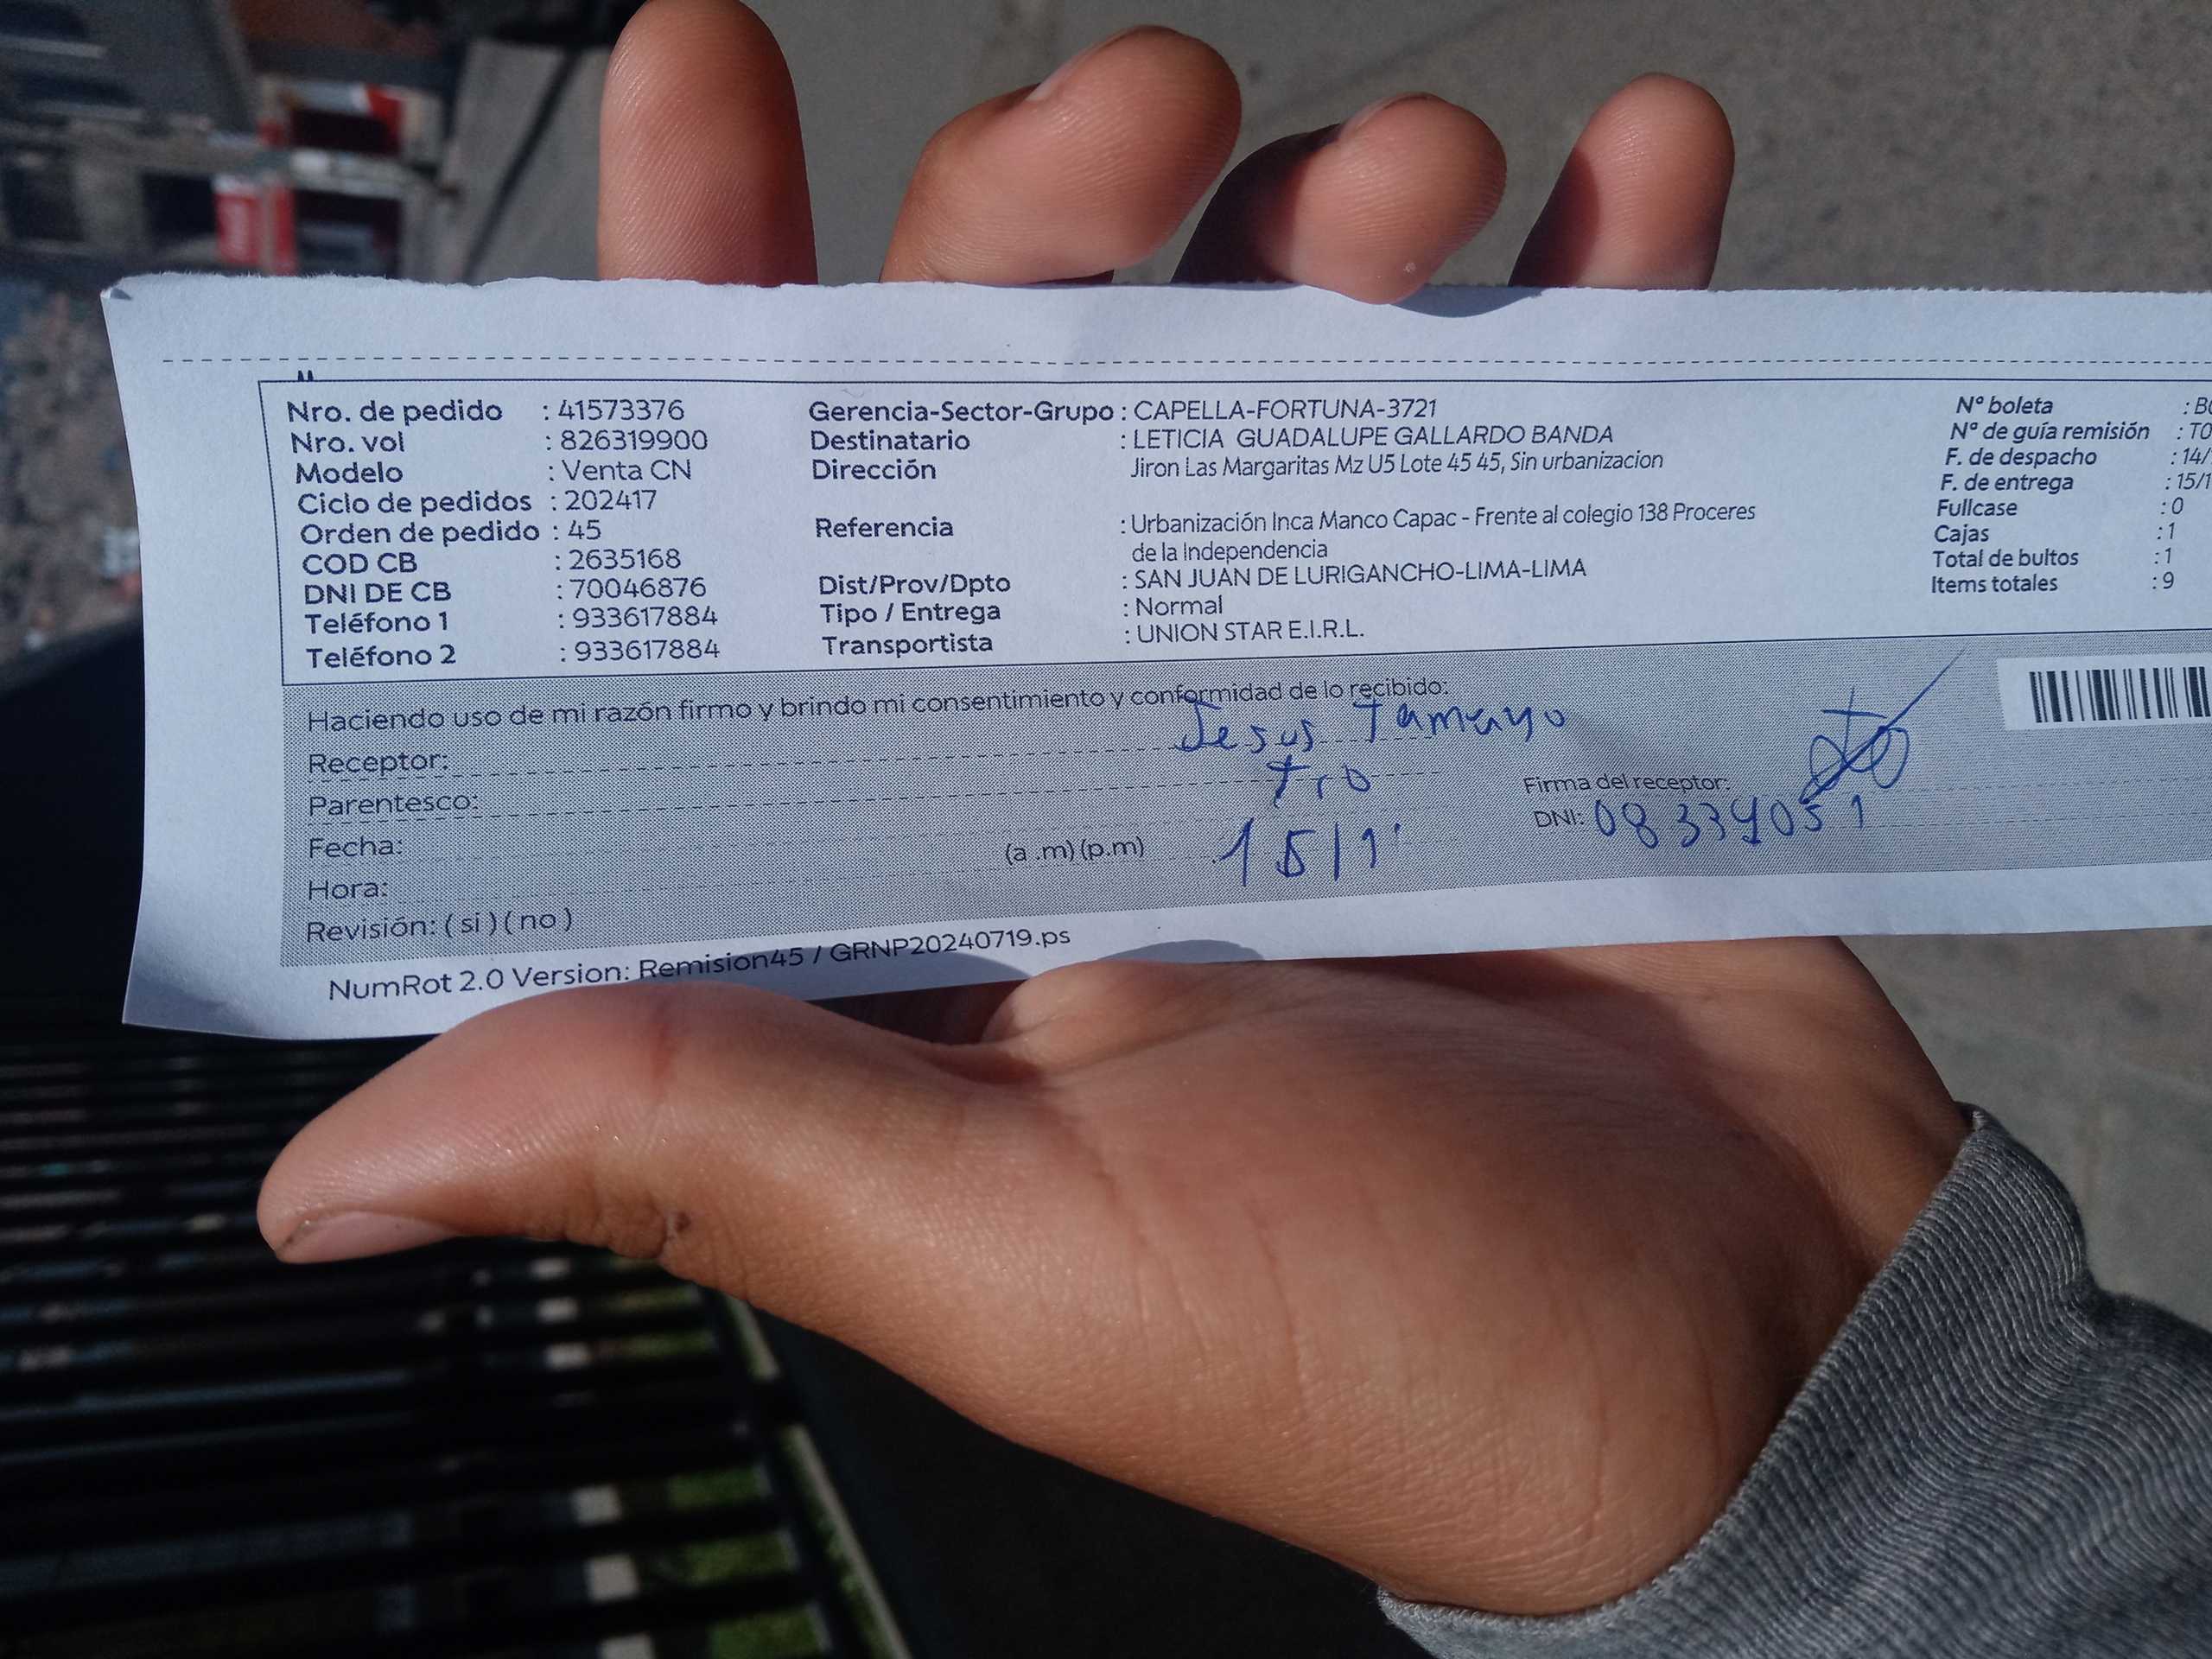 Nro. de pedido : 41573376
Nro. vol : 826319900
Modelo : Venta CN
Ciclo de pedidos : 202417
Orden de pedido : 45
COD CB : 2635168
DNI DE CB : 70046876
Teléfono 1 : 933617884
Teléfono 2 : 933617884
Gerencia-Sector-Grupo : CAPELLA-FORTUNA-3721
Destinatario : LETICIA GUADALUPE GALLARDO BANDA
Dirección Jiron Las Margaritas Mz U5 Lote 45 45, Sin urbanizacion
Referencia : Urbanización Inca Manco Capac - Frente al colegio 138 Proceres
de la Independencia
Dist/Prov/Dpto : SAN JUAN DE LURIGANCHO-LIMA-LIMA
Tipo / Entrega : Normal
Transportista : UNION STAR E.I.R.L.
Nº boleta :
Nº de guía remisión : T0
F. de despacho : 14/
F. de entrega : 15/1
Fullcase : 0
Cajas : 1
Total de bultos : 1
Items totales : 9
Haciendo uso de mi razón firmo y brindo mi consentimiento y conformidad de lo recibido:
Receptor: Jesus Tamayo
Parentesco: Tio
Fecha:
Hora: (a .m) (p.m)
Revisión: ( si ) ( no )
Firma del receptor:
DNI:
NumRot 2.0 Version: Remision45 / GRNP20240719.ps